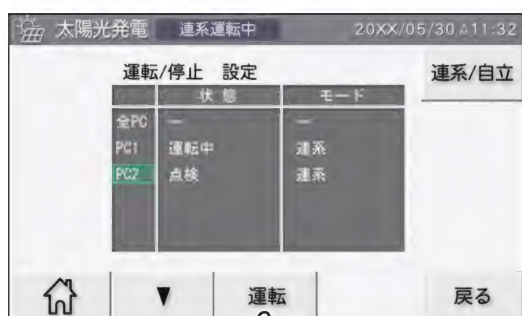 太陽光発電 連系運転中 20XX/05/30 11:32
運転/停止 設定 連系/自立
状態 モード
全PC ー ー
PC1 運転中 連系
PC2 点検 連系
▼ 運転 戻る